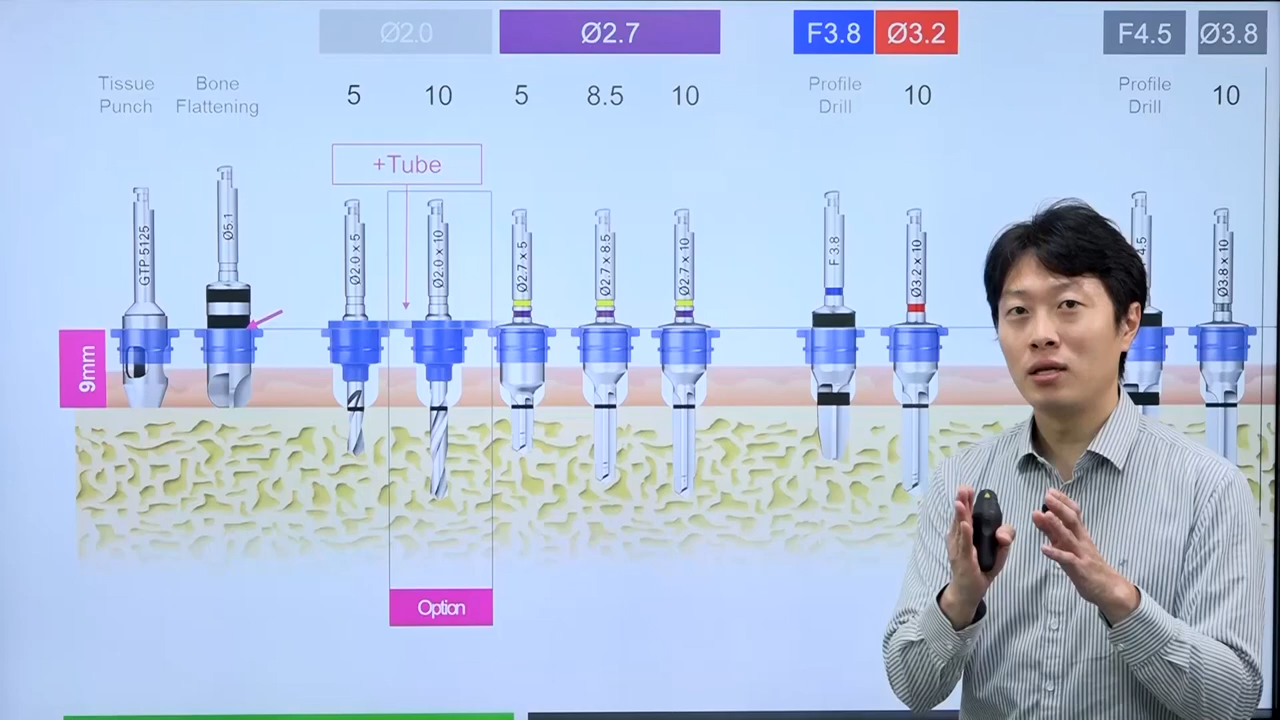 Ø2.0
Ø2.7
F3.8
Ø3.2
F4.5
Ø3.8
Tissue
Punch
Bone
Flattening
5
10
5
8.5
10
Profile
Drill
10
Profile
Drill
10
+Tube
GTP 5125
Ø5.1
Ø2.0 x 5
Ø2.0 x 10
Ø2.7 x 5
Ø2.7 x 8.5
Ø2.7 x 10
F 3.8
Ø3.2 x 10
4.5
Ø3.8 x 10
9mm
Option